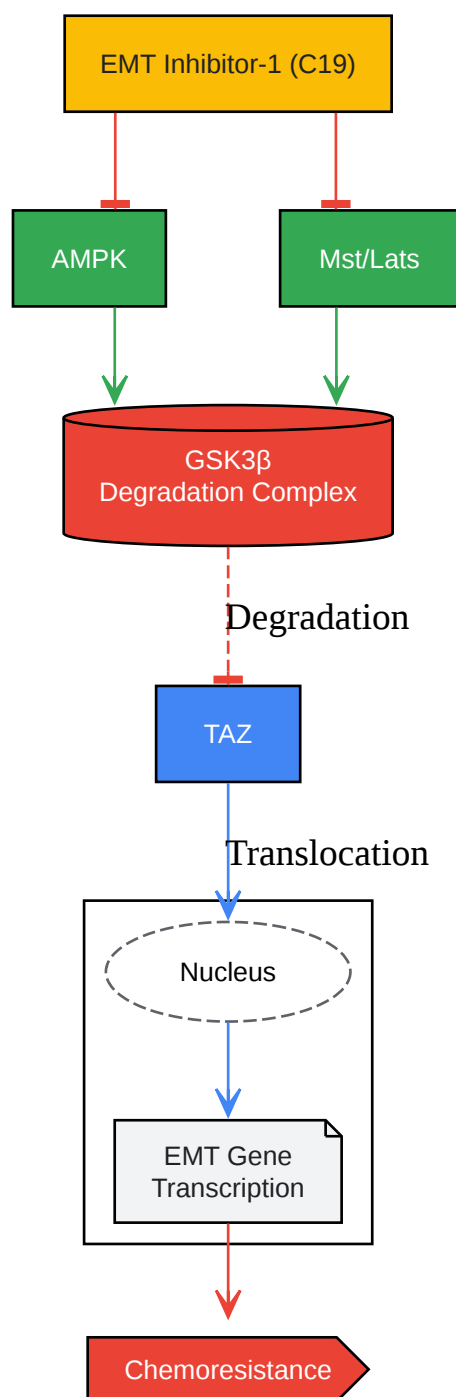 EMT Inhibitor-1 (C19)
AMPK
Mst/Lats
GSK3β
Degradation Complex
Degradation
TAZ
Translocation
Nucleus
EMT Gene
Transcription
Chemoresistance